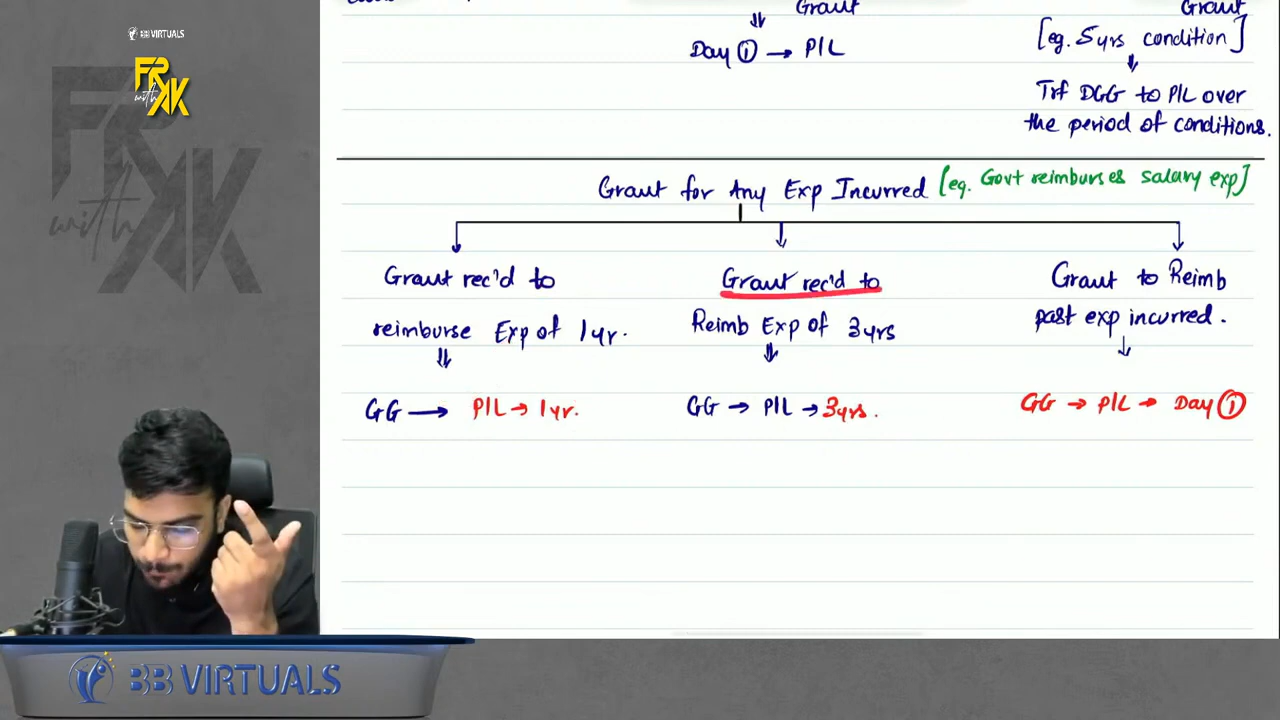 BB VIRTUALS
FR
with AK
FR
with
AK
Grant
Day ① → P/L
Grant
[eg. 5yrs condition]
Trf DGG to P/L over
the period of conditions.
Grant for Any Exp Incurred [eg. Govt reimburses salary exp]
Grant rec'd to
reimburse Exp of 1yr.
GG → P/L → 1yr.
Grant rec'd to
Reimb Exp of 3yrs
GG → P/L → 3yrs.
Grant to Reimb
past exp incurred.
GG → P/L → Day ①
BB VIRTUALS